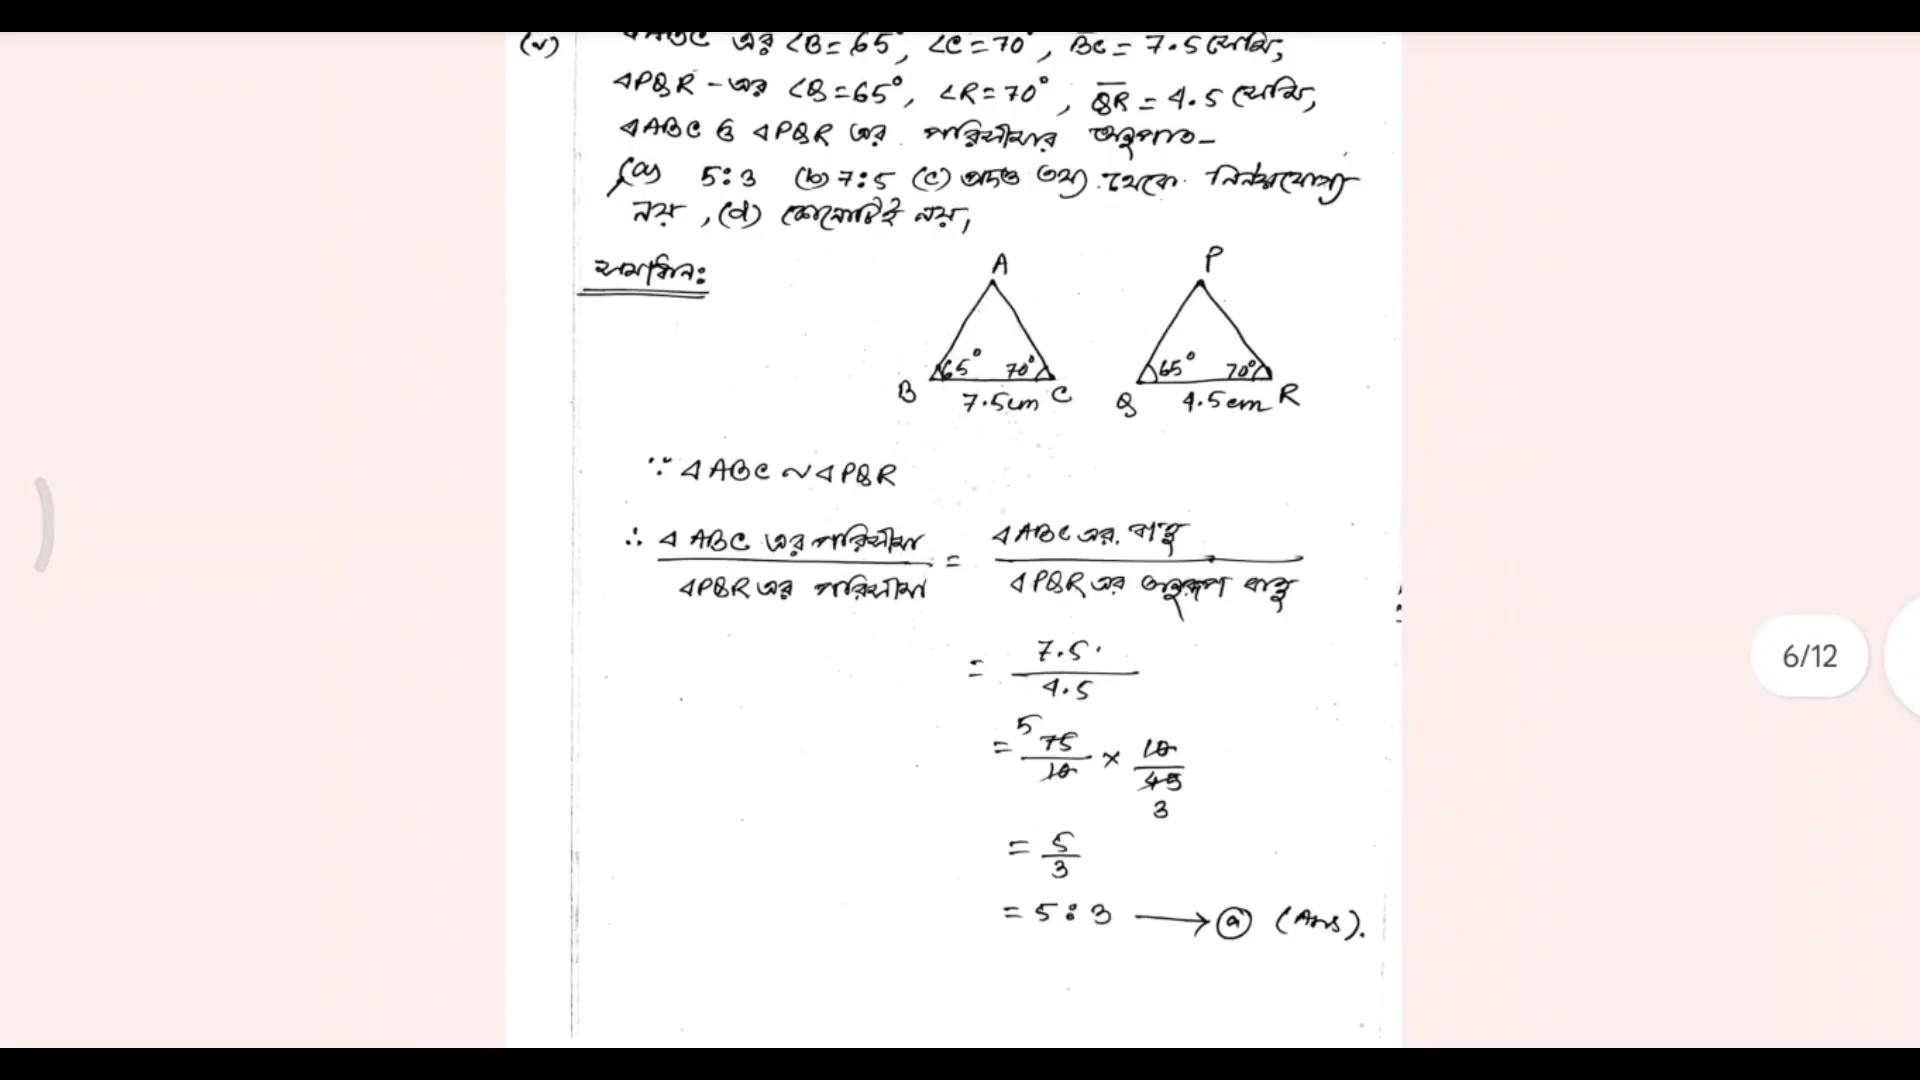 (v) △ABC এর ∠B=65°, ∠C=70°, B̅C̅ = 7.5 সেমি,
△PQR-এর ∠Q=65°, ∠R=70°, Q̅R̅ = 4.5 সেমি,
△ABC ও △PQR এর পরিসীমার অনুপাত-
(a) 5:3 (b) 7:5 (c) প্রদত্ত তথ্য থেকে নির্ণয়যোগ্য
নয়, (d) কোনোটিই নয়,
সমাধান:
A P
65° 70° 65° 70°
B 7.5cm C Q 4.5cm R
∵ △ABC ~ △PQR
∴ △ABC এর পরিসীমা / △PQR এর পরিসীমা = △ABC এর বাহু / △PQR এর অনুরূপ বাহু
= 7.5 / 4.5
= 5 75/10 × 10/45 3
= 5/3
= 5:3 → ⓐ (Ans).
6/12